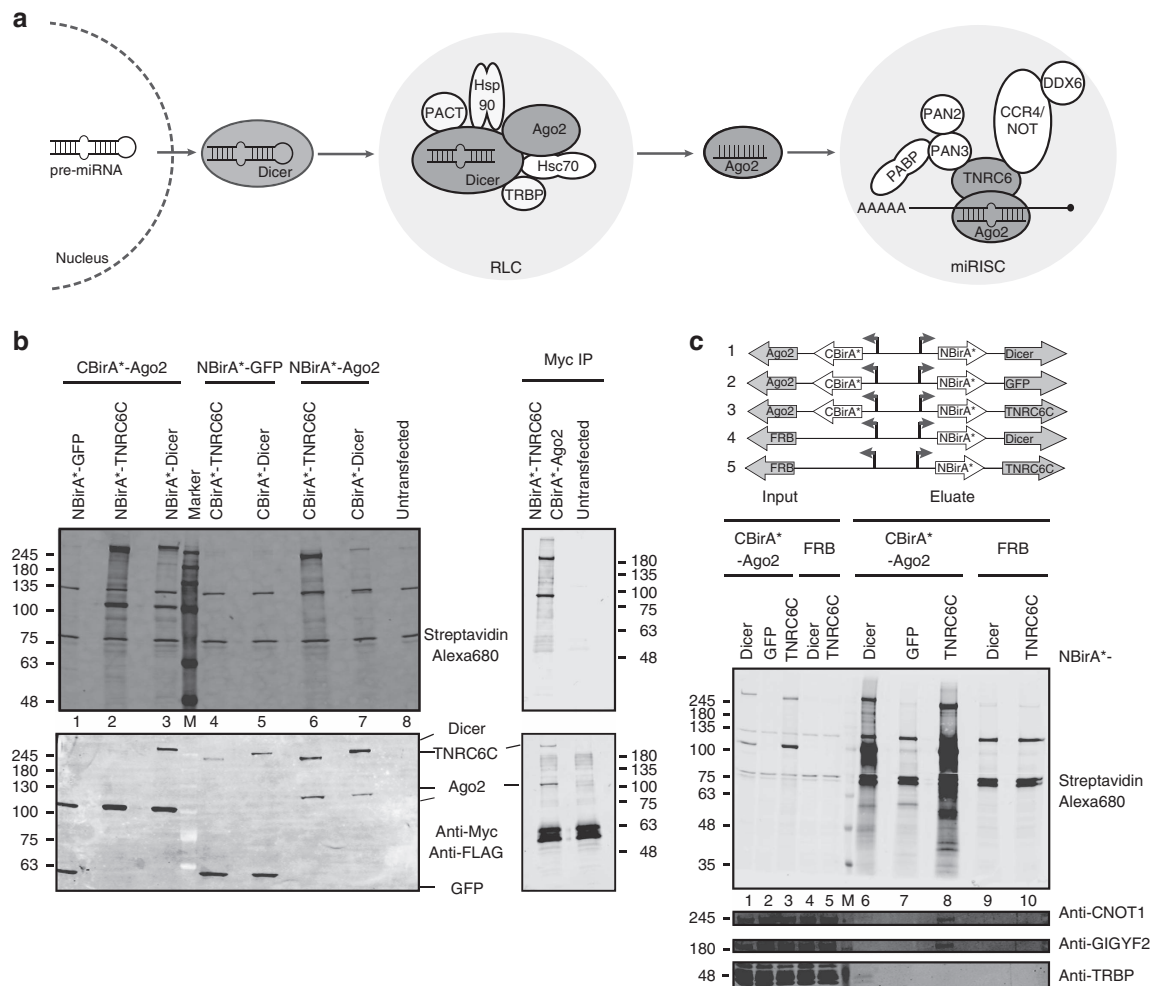 a
pre-miRNA
Nucleus
Dicer
PACT
Hsp
90
Ago2
Hsc70
Dicer
TRBP
RLC
Ago2
PAN2
PAN3
PABP
CCR4/
NOT
DDX6
TNRC6
AAAAA
Ago2
miRISC
b
CBirA*-Ago2
NBirA*-GFP
NBirA*-Ago2
NBirA*-GFP
NBirA*-TNRC6C
NBirA*-Dicer
Marker
CBirA*-TNRC6C
CBirA*-Dicer
CBirA*-TNRC6C
CBirA*-Dicer
Untransfected
245
180
135
100
75
63
48
1 2 3 M 4 5 6 7 8
Streptavidin
Alexa680
245
180
130
100
75
63
Dicer
TNRC6C
Ago2
Anti-Myc
Anti-FLAG
GFP
Myc IP
NBirA*-TNRC6C
CBirA*-Ago2
Untransfected
180
135
100
75
63
48
180
135
100
75
63
48
c
1 Ago2 CBirA* NBirA* Dicer
2 Ago2 CBirA* NBirA* GFP
3 Ago2 CBirA* NBirA* TNRC6C
4 FRB NBirA* Dicer
5 FRB NBirA* TNRC6C
Input Eluate
CBirA*
-Ago2
FRB
CBirA*
-Ago2
FRB
Dicer
GFP
TNRC6C
Dicer
TNRC6C
Dicer
GFP
TNRC6C
Dicer
TNRC6C
NBirA*-
245
180
135
100
75
63
48
35
Streptavidin
Alexa680
1 2 3 4 5 M 6 7 8 9 10
245 Anti-CNOT1
180 Anti-GIGYF2
48 Anti-TRBP